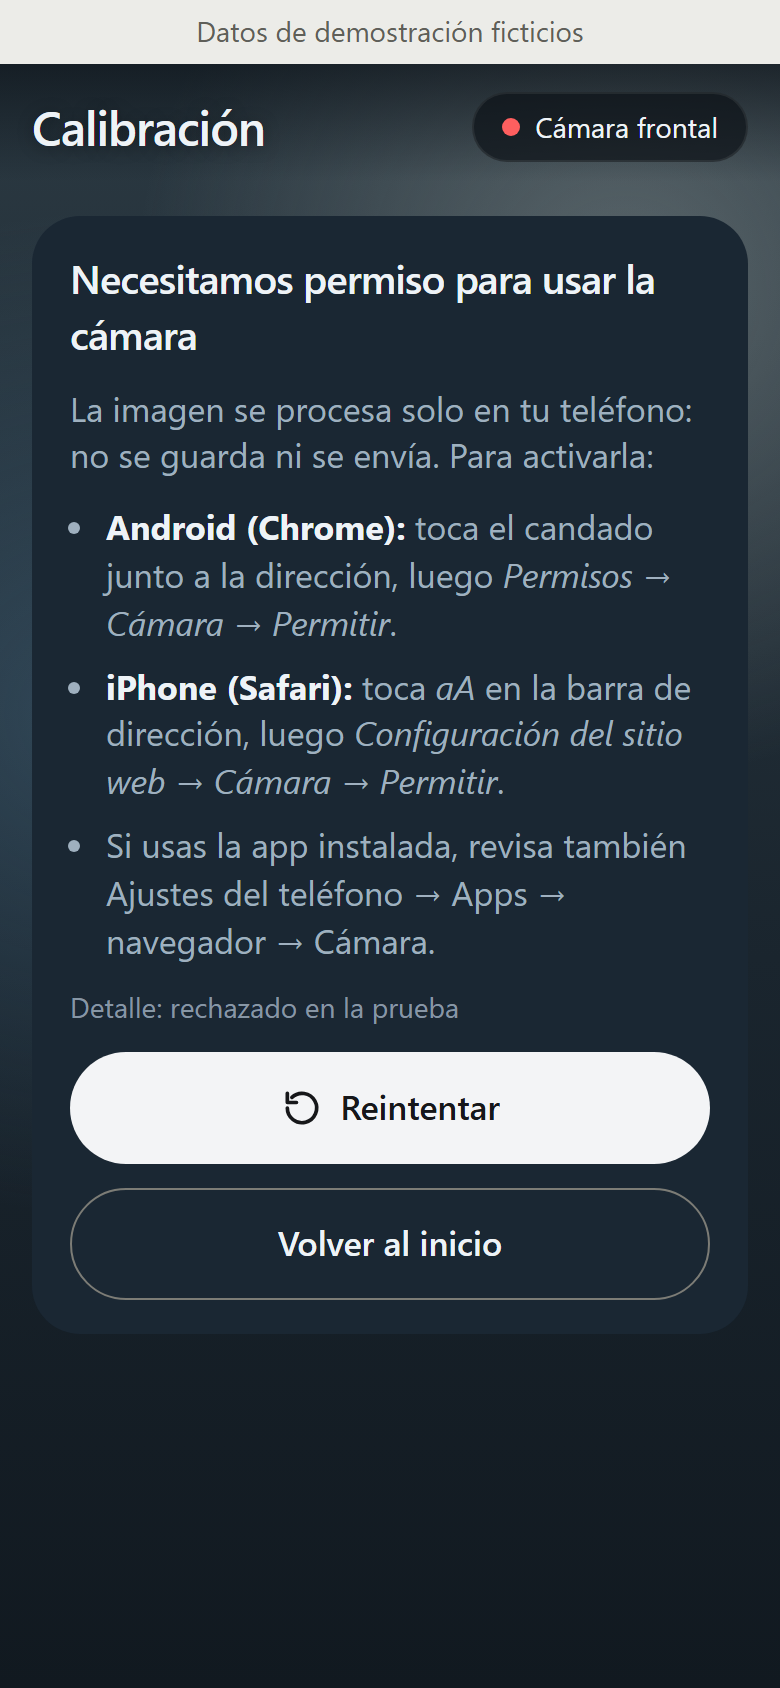 Datos de demostración ficticios
Calibración
Cámara frontal
Necesitamos permiso para usar la
cámara
La imagen se procesa solo en tu teléfono:
no se guarda ni se envía. Para activarla:
Android (Chrome): toca el candado
junto a la dirección, luego Permisos →
Cámara → Permitir.
iPhone (Safari): toca aA en la barra de
dirección, luego Configuración del sitio
web → Cámara → Permitir.
Si usas la app instalada, revisa también
Ajustes del teléfono → Apps →
navegador → Cámara.
Detalle: rechazado en la prueba
Reintentar
Volver al inicio